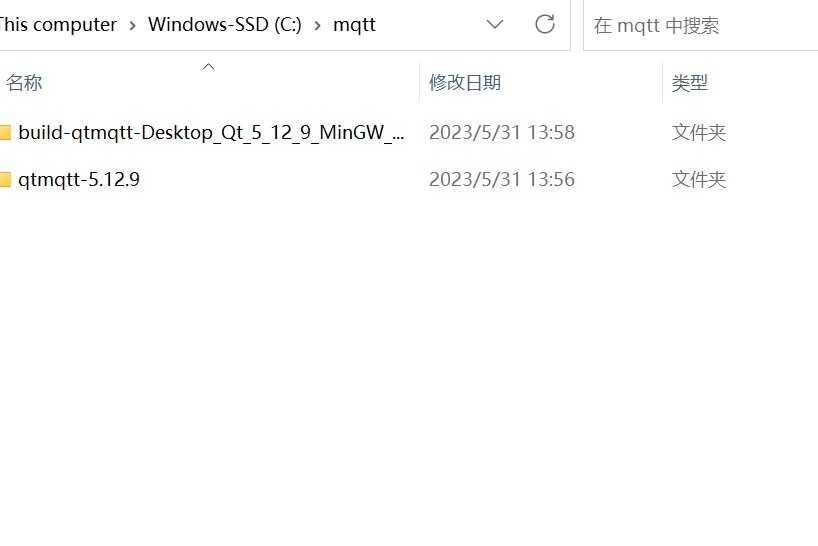 This computer > Windows-SSD (C:) > mqtt
在 mqtt 中搜索
名称 修改日期 类型
build-qtmqtt-Desktop_Qt_5_12_9_MinGW_... 2023/5/31 13:58 文件夹
qtmqtt-5.12.9 2023/5/31 13:56 文件夹